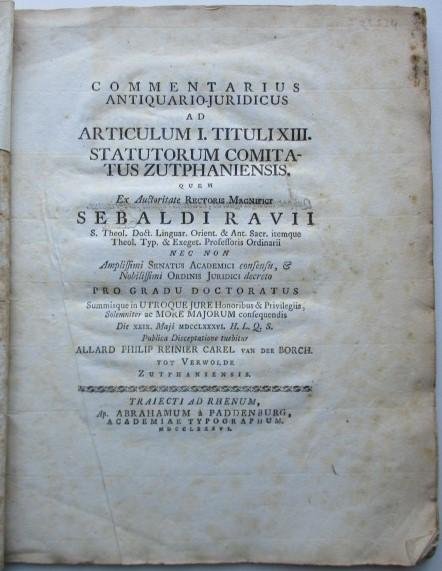 COMMENTARIUS
ANTIQUARIO-JURIDICUS
AD
ARTICULUM I. TITULI XIII.
STATUTORUM COMITA-
TUS ZUTPHANIENSIS,
QUEM
Ex Auctoritate RECTORIS MAGNIFICI
SEBALDI RAVII
S. Theol. Doct. Linguar. Orient. & Ant. Sacr. itemque
Theol. Typ. & Exeget. Professoris Ordinarii
NEC NON
Amplissimi SENATUS ACADEMICI consensu, &
Nobilissimi ORDINIS JURIDICI decreto
PRO GRADU DOCTORATUS
Summisque in UTROQUE JURE Honoribus & Privilegiis,
Solemniter ac MORE MAJORUM consequendis
Die XXIX. Maji MDCCLXXXVI. H. L. Q. S.
Publica Disceptatione tuebitur
ALLARD PHILIP REINIER CAREL VAN DER BORCH.
TOT VERWOLDE
ZUTPHANIENSIS.
TRAIECTI AD RHENUM,
Ap. ABRAHAMUM à PADDENBURG,
ACADEMIAE TYPOGRAPHUM.
MDCCLXXXVI.